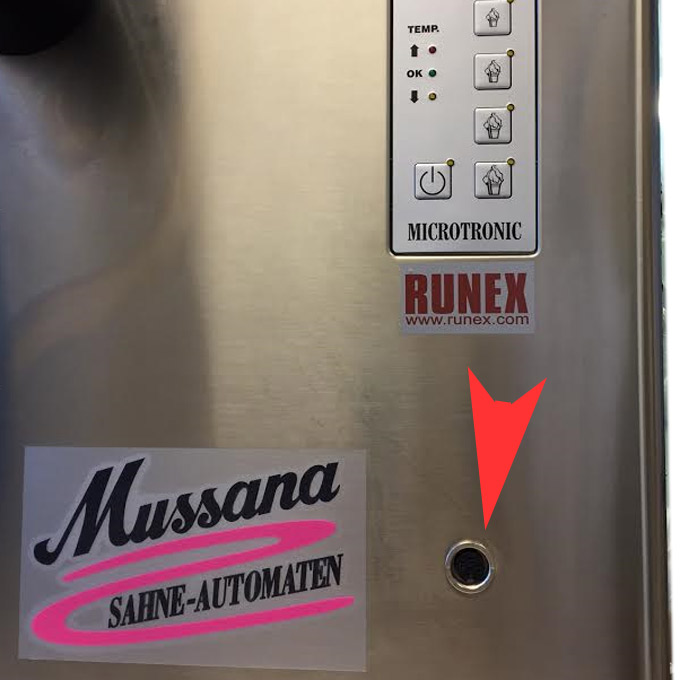 TEMP.
OK
MICROTRONIC
RUNEX
www.runex.com
Mussana
SAHNE-AUTOMATEN